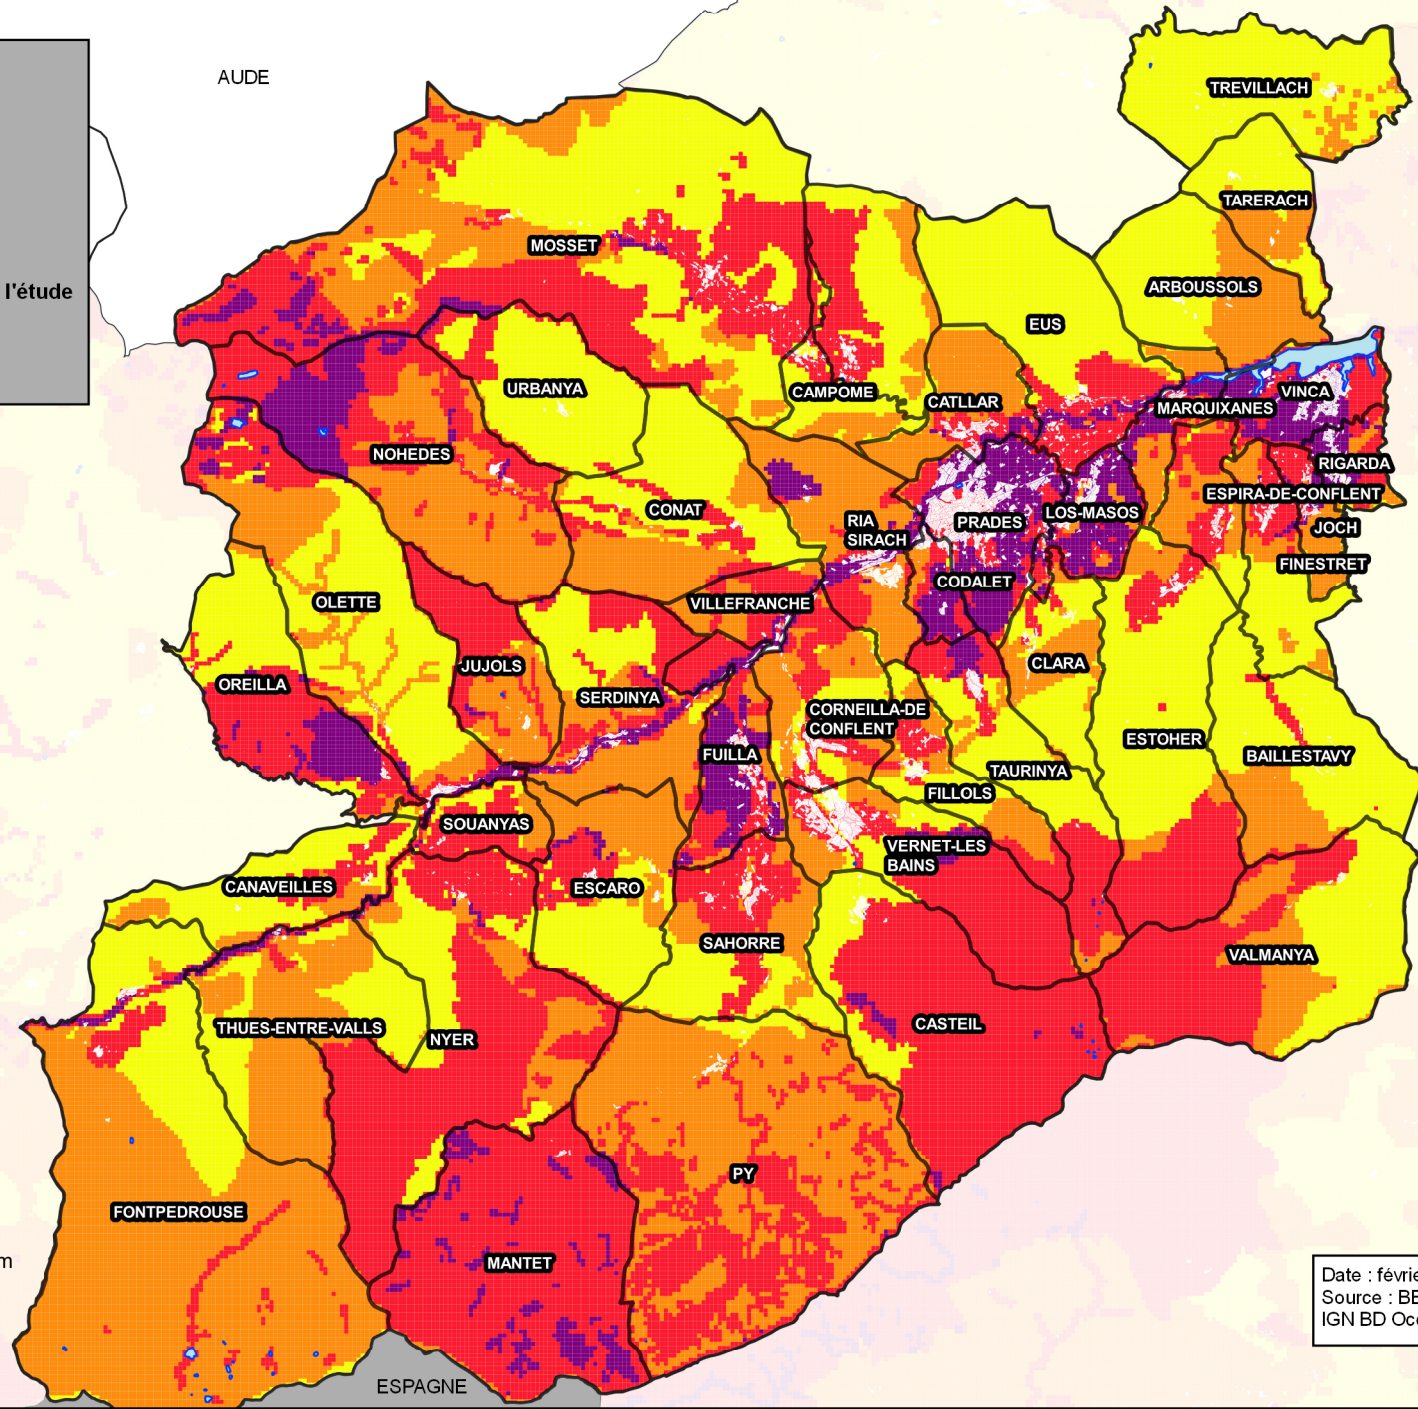 AUDE
TREVILLACH
TARERACH
MOSSET
l'étude
ARBOUSSOLS
EUS
URBANYA
CAMPOME
CATLLAR
MARQUIXANES
VINCA
NOHEDES
RIGARDA
ESPIRA-DE-CONFLENT
CONAT
RIA
SIRACH
PRADES
LOS-MASOS
JOCH
FINESTRET
CODALET
OLETTE
VILLEFRANCHE
JUJOLS
CLARA
OREILLA
SERDINYA
CORNEILLA-DE
CONFLENT
ESTOHER
FUILLA
BAILLESTAVY
TAURINYA
FILLOLS
SOUANYAS
VERNET-LES
BAINS
CANAVEILLES
ESCARO
SAHORRE
VALMANYA
THUES-ENTRE-VALLS
NYER
CASTEIL
PY
FONTPEDROUSE
MANTET
m
Date : févrie
Source : BE
IGN BD Occ
ESPAGNE